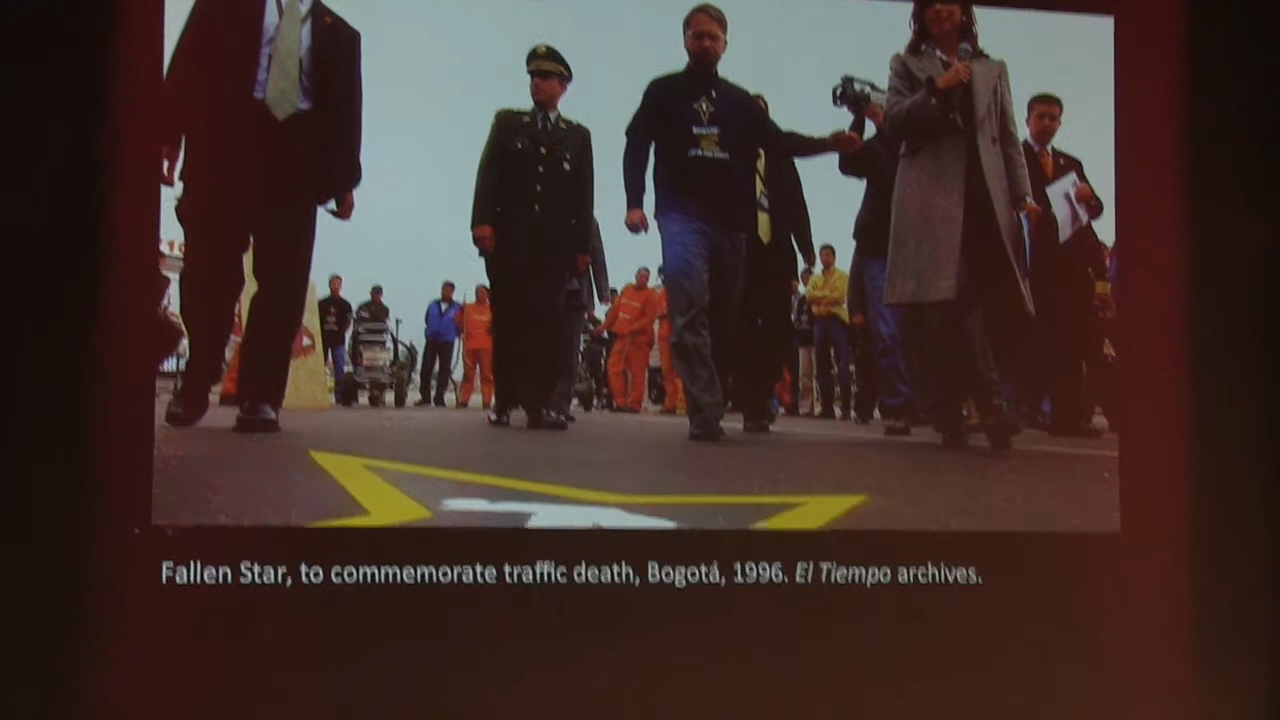 Fallen Star, to commemorate traffic death, Bogotá, 1996. El Tiempo archives.